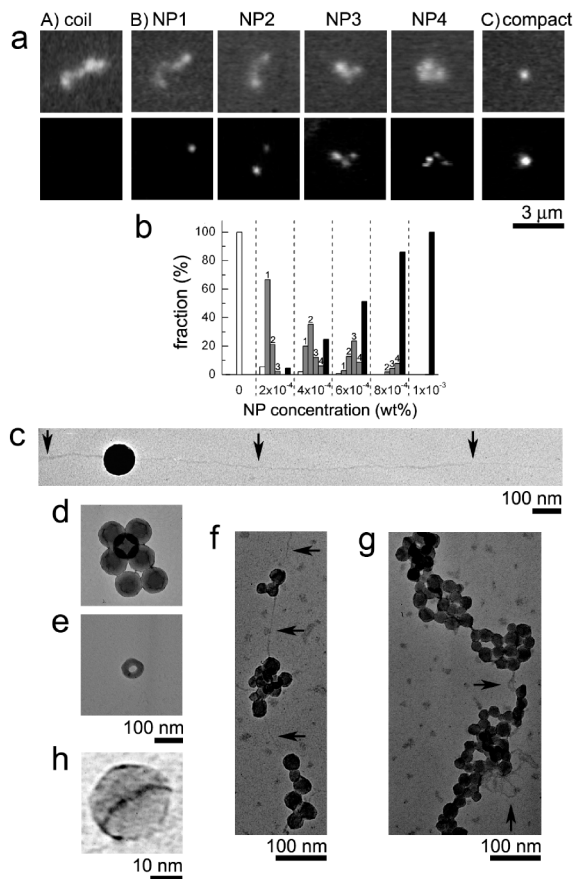 a
A) coil B) NP1 NP2 NP3 NP4 C) compact
3 μm
b
fraction (%)
100
80
60
40
20
0
1 2 2 1 2 3 4 1 2 3 4 2 3 4
0 2x10⁻⁴ 4x10⁻⁴ 6x10⁻⁴ 8x10⁻⁴ 1x10⁻³
NP concentration (wt%)
c
100 nm
d
e
100 nm
h
10 nm
f
100 nm
g
100 nm